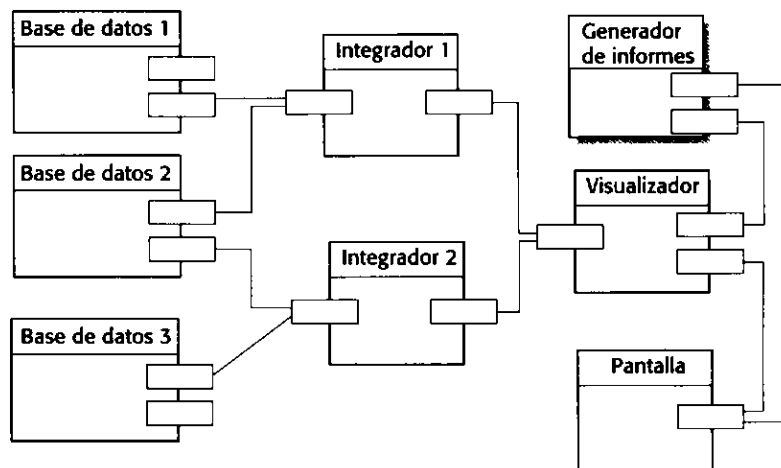 Base de datos 1
Integrador 1
Generador
de informes
Base de datos 2
Visualizador
Integrador 2
Base de datos 3
Pantalla